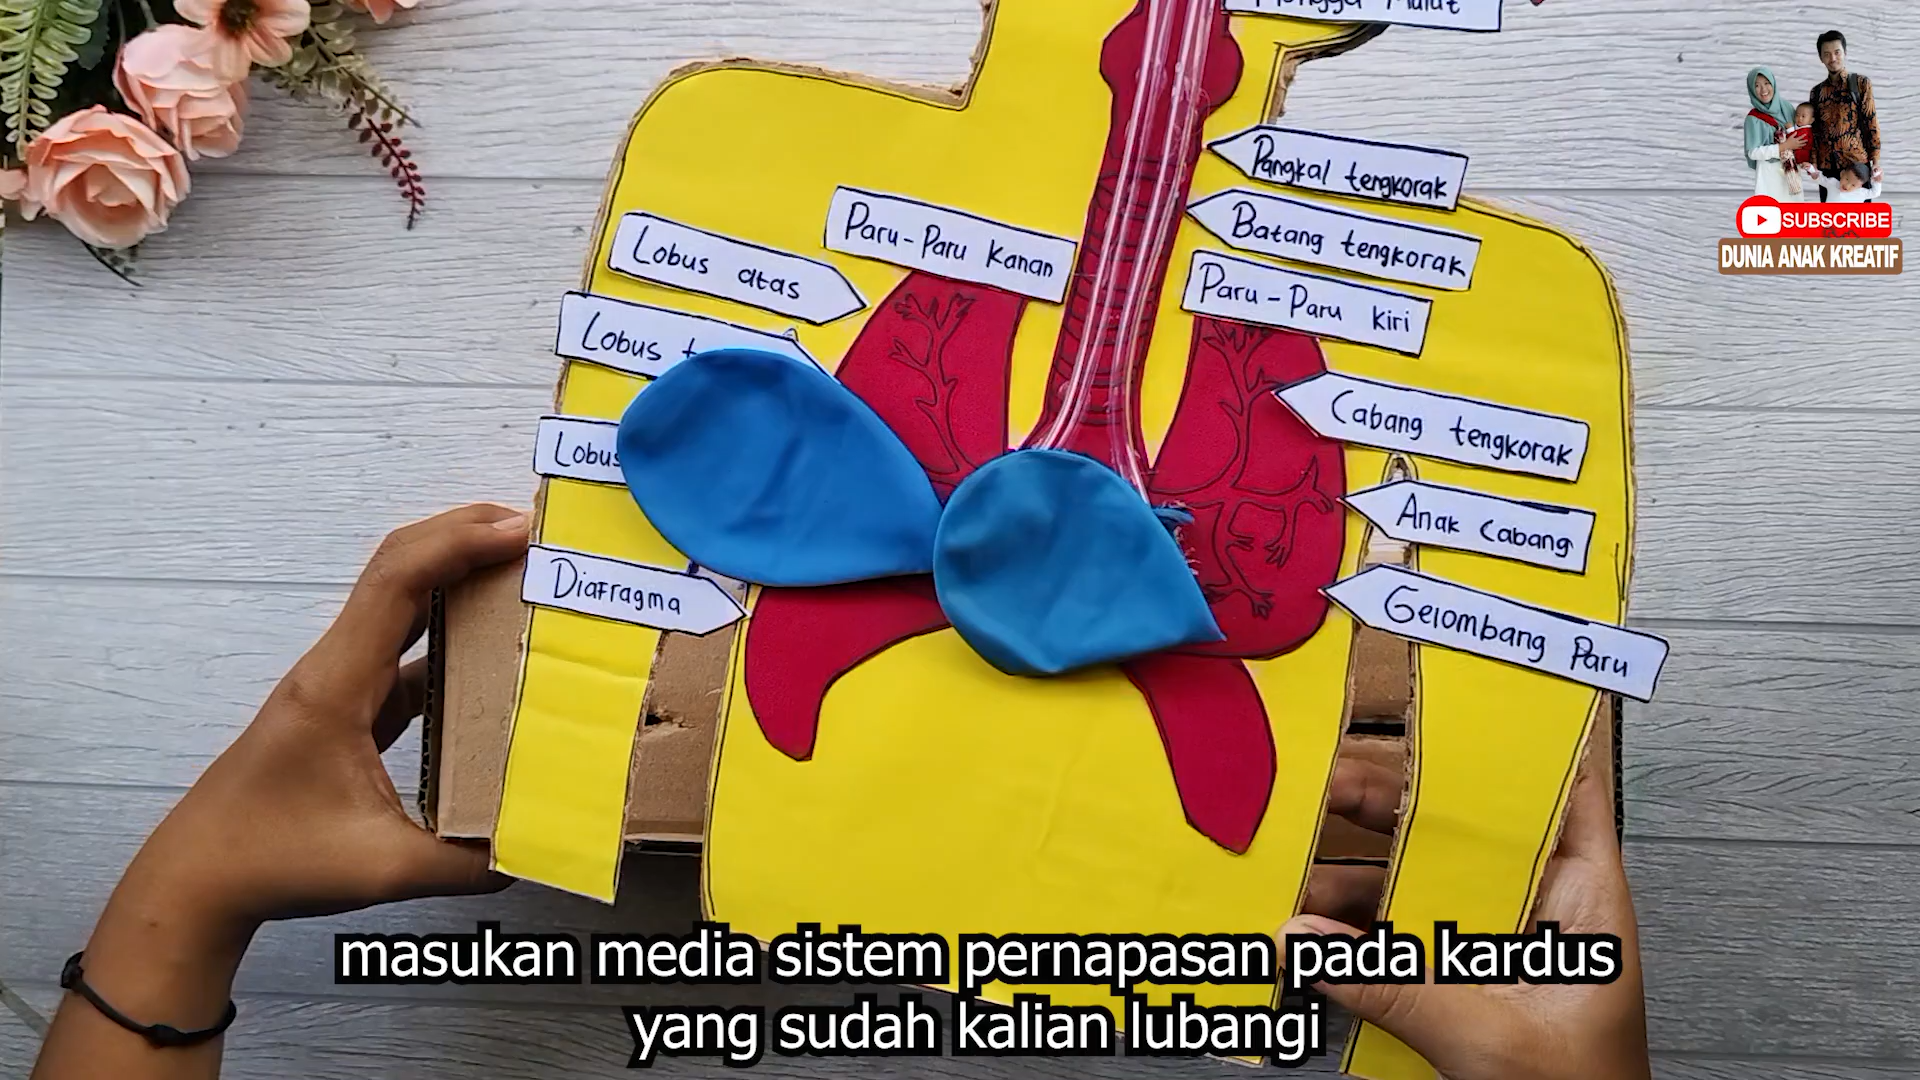 Mulut
Pangkal tengkorak
Batang tengkorak
Paru-Paru Kanan
Paru-Paru Kiri
Lobus atas
Lobus
Lobus
Cabang tengkorak
Anak Cabang
Diafragma
Gelombang Paru
SUBSCRIBE
DUNIA ANAK KREATIF
masukan media sistem pernapasan pada kardus
yang sudah kalian lubangi